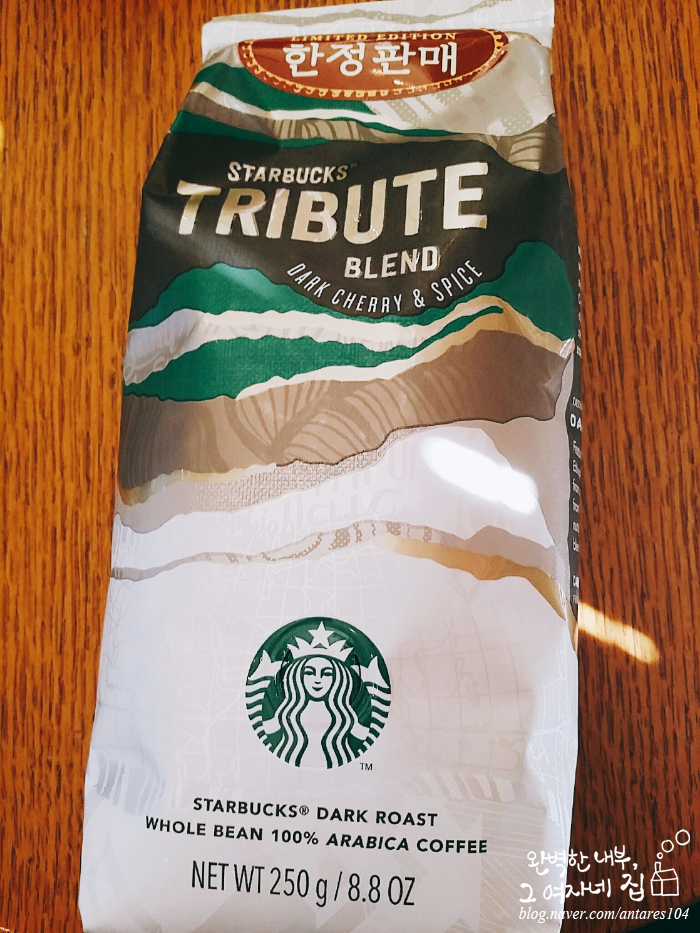 LIMITED EDITION
한정판매
STARBUCKS™
TRIBUTE
BLEND
DARK CHERRY & SPICE
TM
STARBUCKS® DARK ROAST
WHOLE BEAN 100% ARABICA COFFEE
NET WT 250 g / 8.8 OZ
완벽한 내부,
그 여자네 집
blog.naver.com/antares104